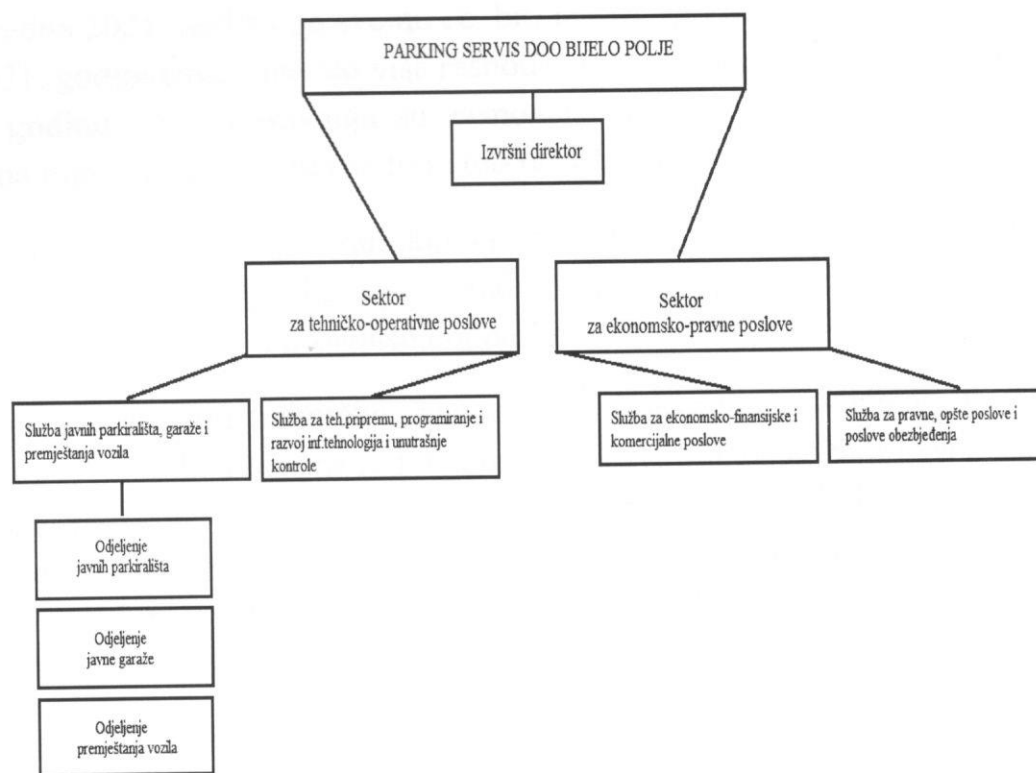 PARKING SERVIS DOO BIJELO POLJE
Izvršni direktor
Sektor
za tehničko-operativne poslove
Sektor
za ekonomsko-pravne poslove
Služba javnih parkirališta, garaže i
premještanja vozila
Služba za teh.pripremu, programiranje i
razvoj inf.tehnologija i unutrašnje
kontrole
Služba za ekonomsko-finansijske i
komercijalne poslove
Služba za pravne, opšte poslove i
poslove obezbjeđenja
Odjeljenje
javnih parkirališta
Odjeljenje
javne garaže
Odjeljenje
premještanja vozila